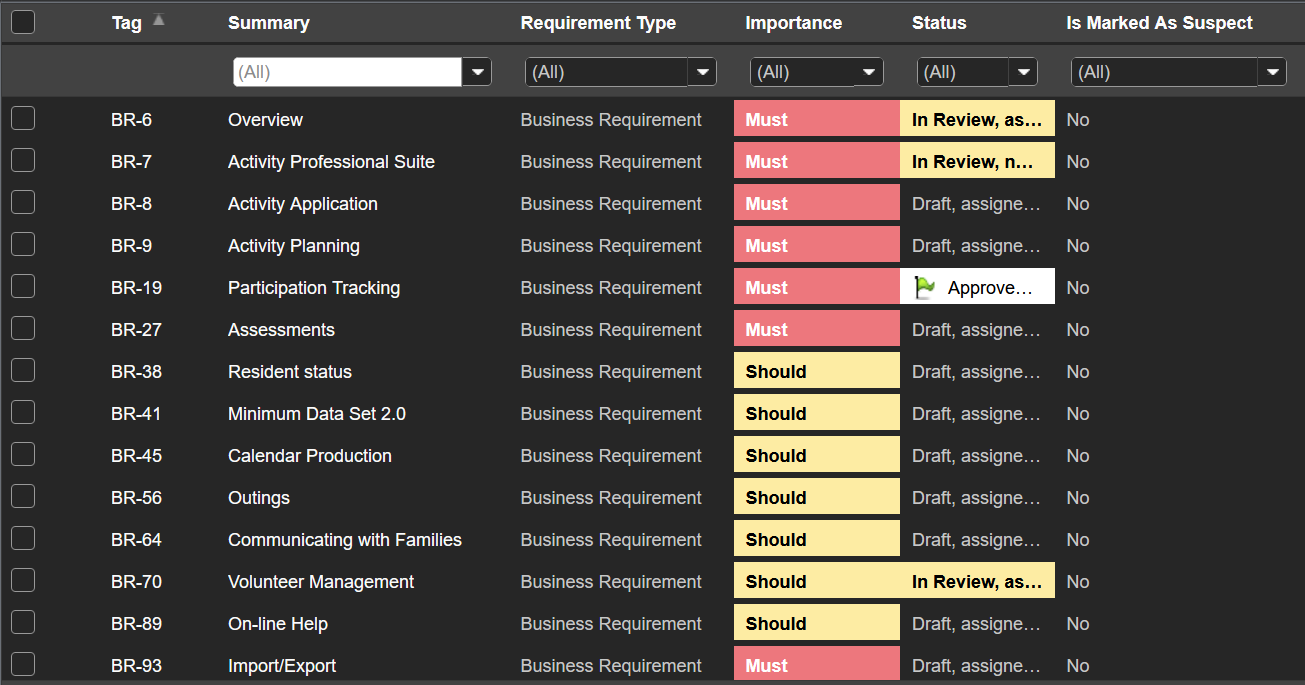 Tag Summary Requirement Type Importance Status Is Marked As Suspect
(All) (All) (All) (All) (All)
BR-6 Overview Business Requirement Must In Review, as... No
BR-7 Activity Professional Suite Business Requirement Must In Review, n... No
BR-8 Activity Application Business Requirement Must Draft, assigne... No
BR-9 Activity Planning Business Requirement Must Draft, assigne... No
BR-19 Participation Tracking Business Requirement Must Approve... No
BR-27 Assessments Business Requirement Must Draft, assigne... No
BR-38 Resident status Business Requirement Should Draft, assigne... No
BR-41 Minimum Data Set 2.0 Business Requirement Should Draft, assigne... No
BR-45 Calendar Production Business Requirement Should Draft, assigne... No
BR-56 Outings Business Requirement Should Draft, assigne... No
BR-64 Communicating with Families Business Requirement Should Draft, assigne... No
BR-70 Volunteer Management Business Requirement Should In Review, as... No
BR-89 On-line Help Business Requirement Should Draft, assigne... No
BR-93 Import/Export Business Requirement Must Draft, assigne... No